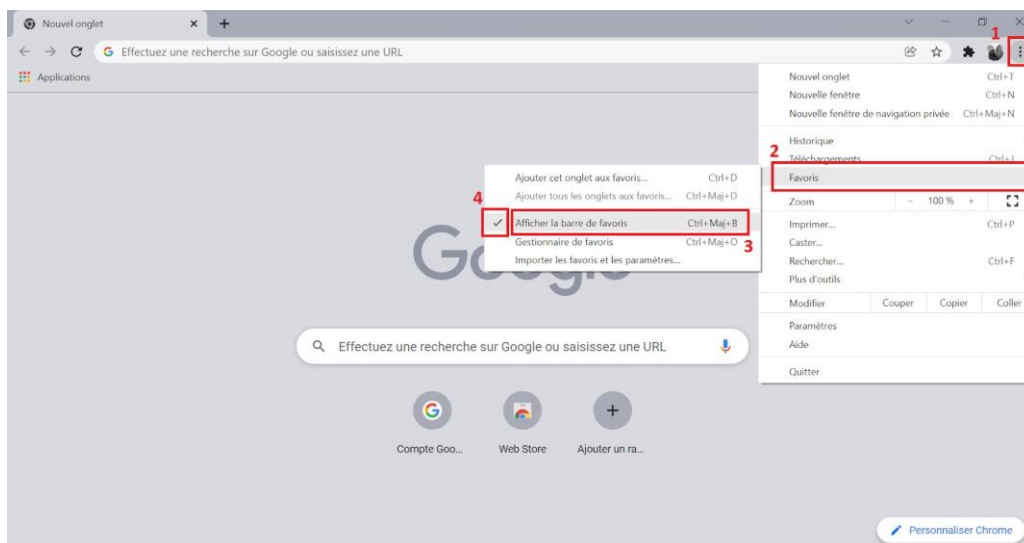 Nouvel onglet
1
Effectuez une recherche sur Google ou saisissez une URL
Applications
Nouvel onglet Ctrl+T
Nouvelle fenêtre Ctrl+N
Nouvelle fenêtre de navigation privée Ctrl+Maj+N
Historique
2
Téléchargements Ctrl+J
Favoris
Zoom - 100 % +
Imprimer... Ctrl+P
Caster...
Rechercher... Ctrl+F
Plus d'outils
Modifier Couper Copier Coller
Paramètres
Aide
Quitter
Ajouter cet onglet aux favoris... Ctrl+D
Ajouter tous les onglets aux favoris... Ctrl+Maj+D
4
Afficher la barre de favoris Ctrl+Maj+B
3
Gestionnaire de favoris Ctrl+Maj+O
Importer les favoris et les paramètres...
Google
Effectuez une recherche sur Google ou saisissez une URL
Compte Goo... Web Store Ajouter un ra...
Personnaliser Chrome